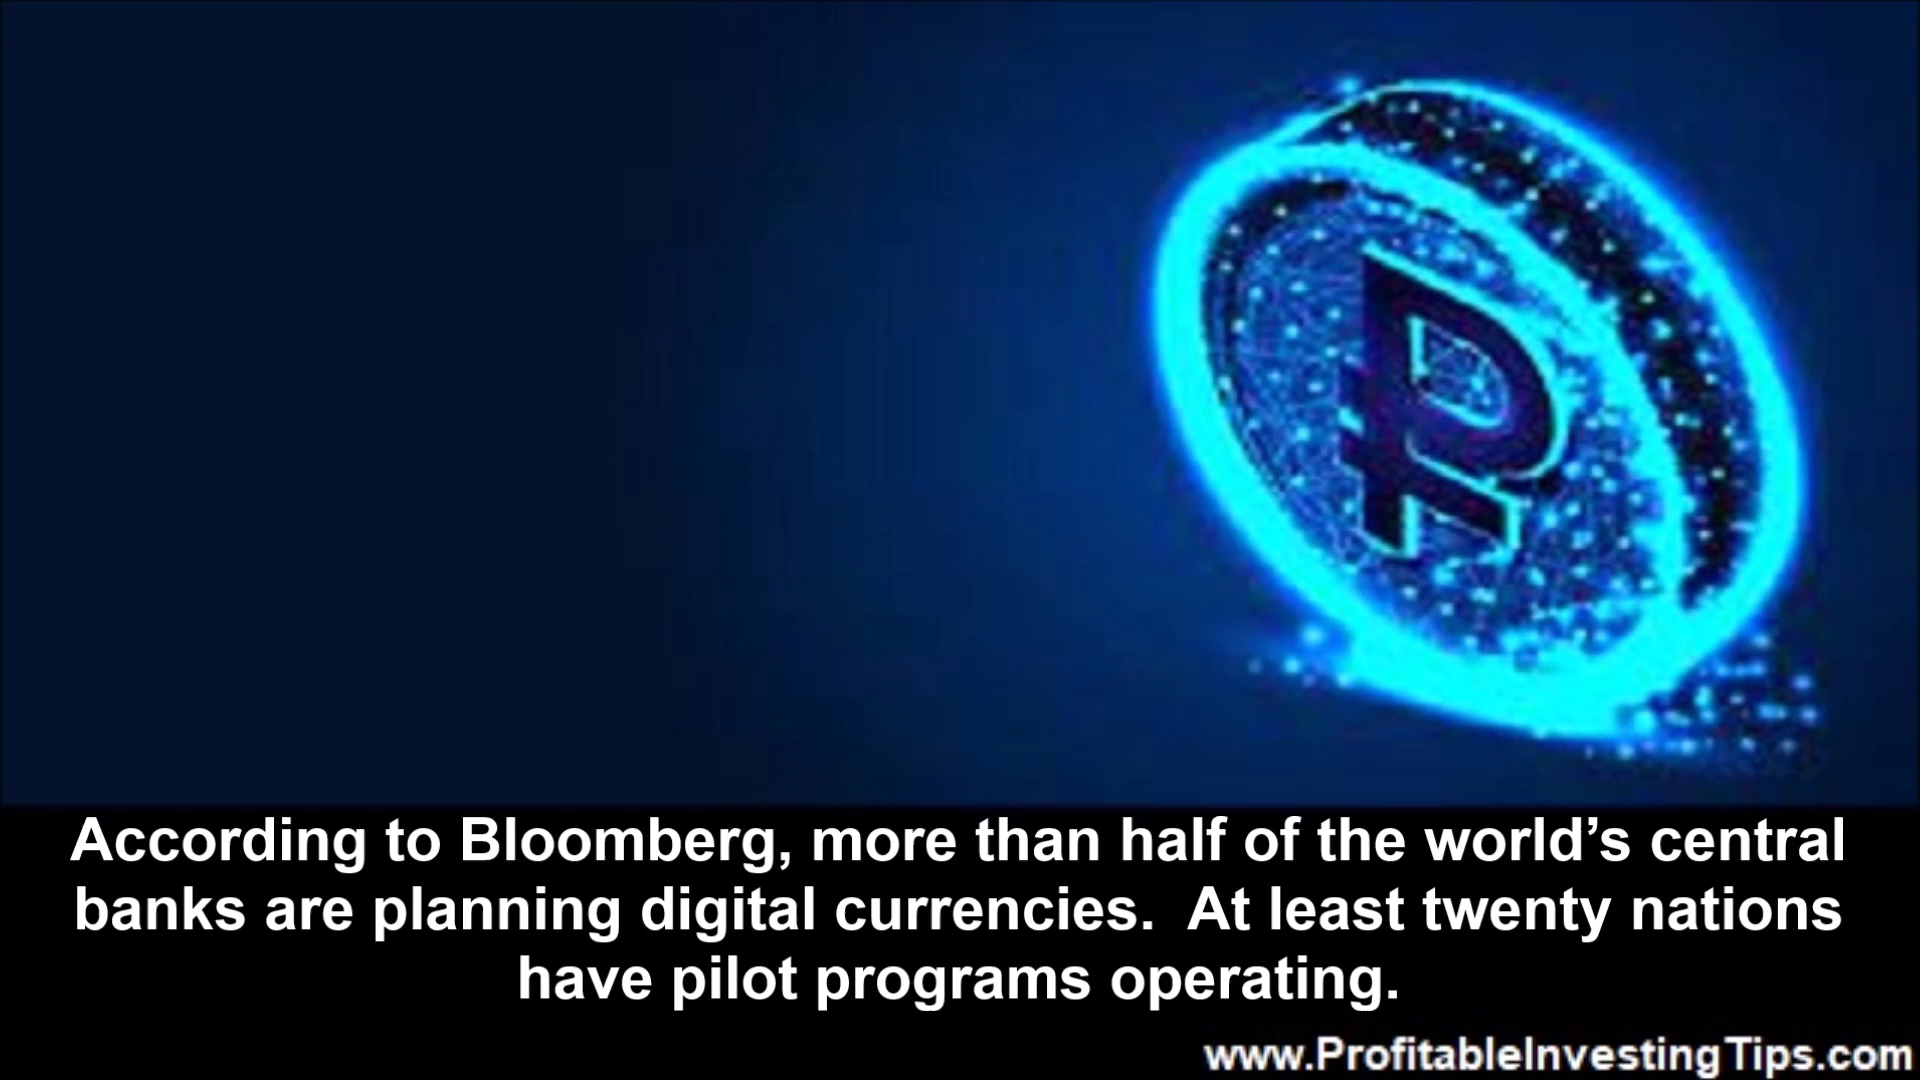 ₽
According to Bloomberg, more than half of the world’s central
banks are planning digital currencies.  At least twenty nations
have pilot programs operating.
www.ProfitableInvestingTips.com